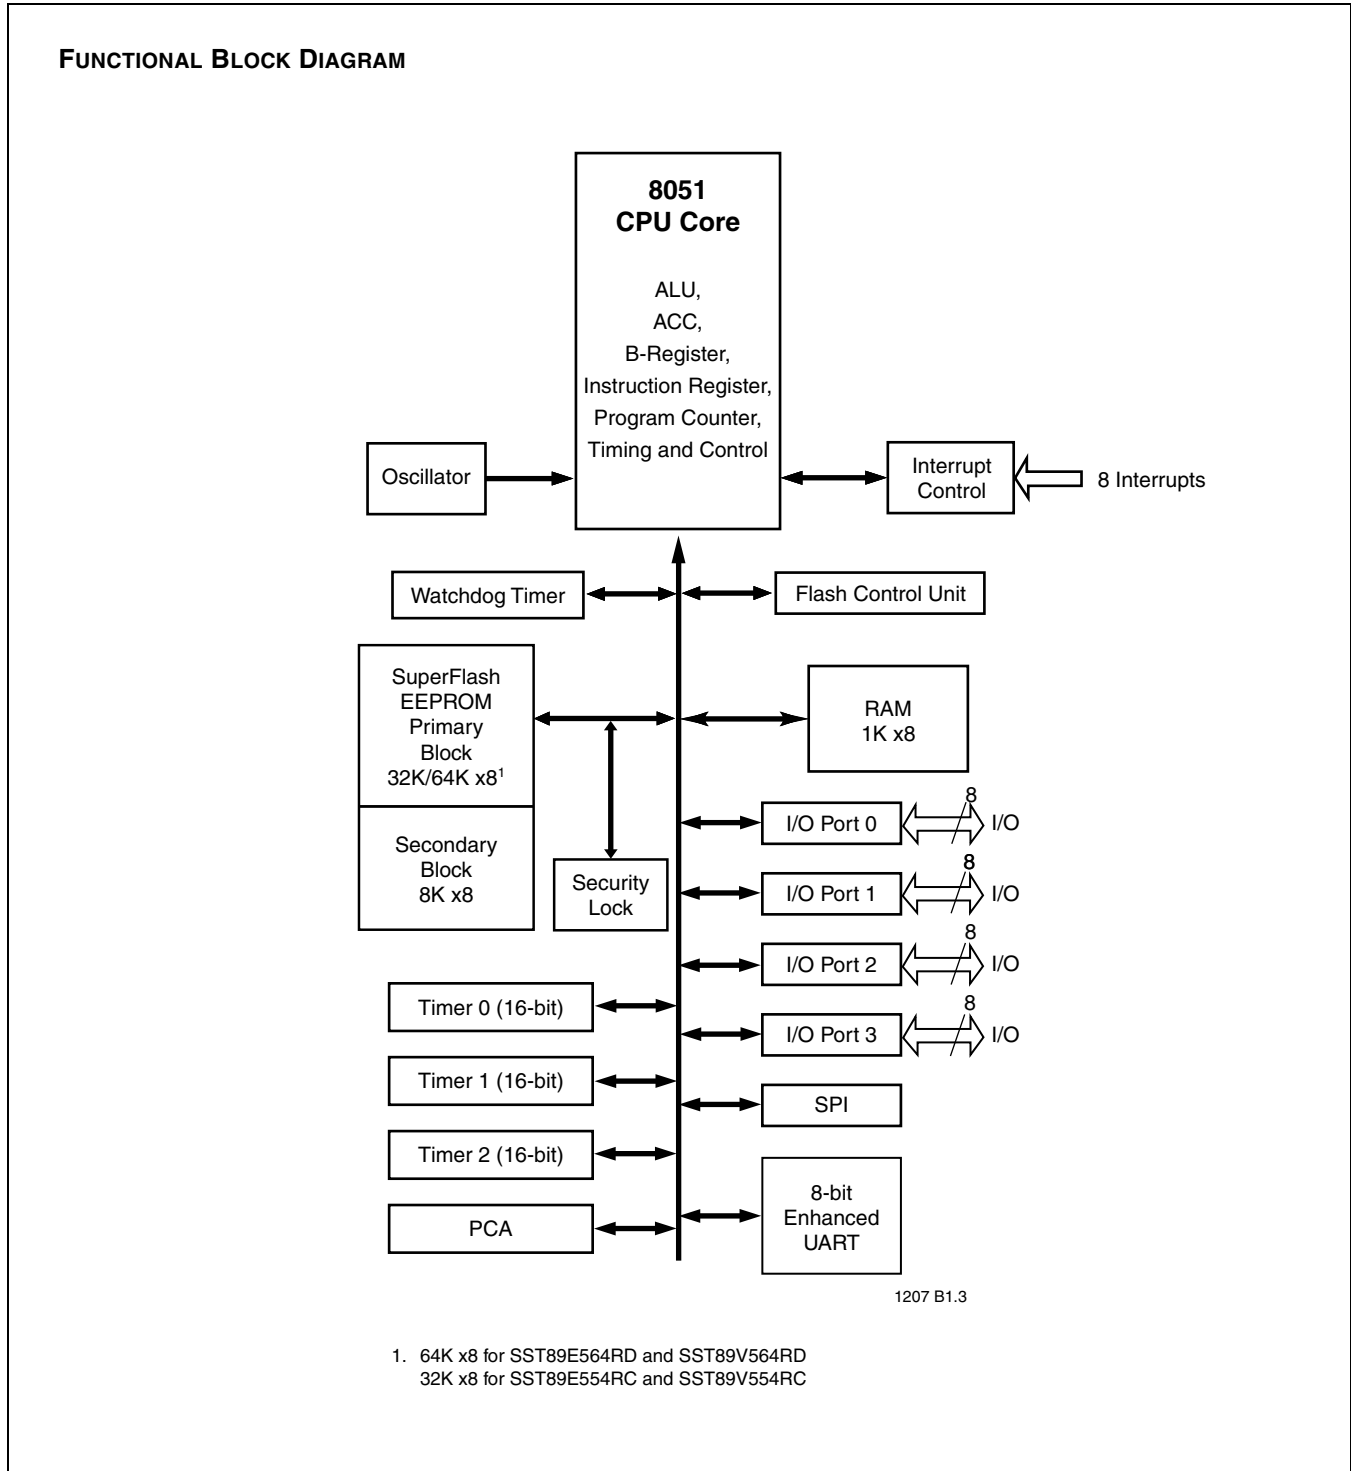 FUNCTIONAL BLOCK DIAGRAM
8051
CPU Core
ALU,
ACC,
B-Register,
Instruction Register,
Program Counter,
Timing and Control
Oscillator
Interrupt
Control
8 Interrupts
Watchdog Timer
Flash Control Unit
SuperFlash
EEPROM
Primary
Block
32K/64K x8¹
RAM
1K x8
Secondary
Block
8K x8
Security
Lock
I/O Port 0
8
I/O
I/O Port 1
8
I/O
I/O Port 2
8
I/O
I/O Port 3
8
I/O
Timer 0 (16-bit)
Timer 1 (16-bit)
Timer 2 (16-bit)
PCA
SPI
8-bit
Enhanced
UART
1207 B1.3
1. 64K x8 for SST89E564RD and SST89V564RD
32K x8 for SST89E554RC and SST89V554RC